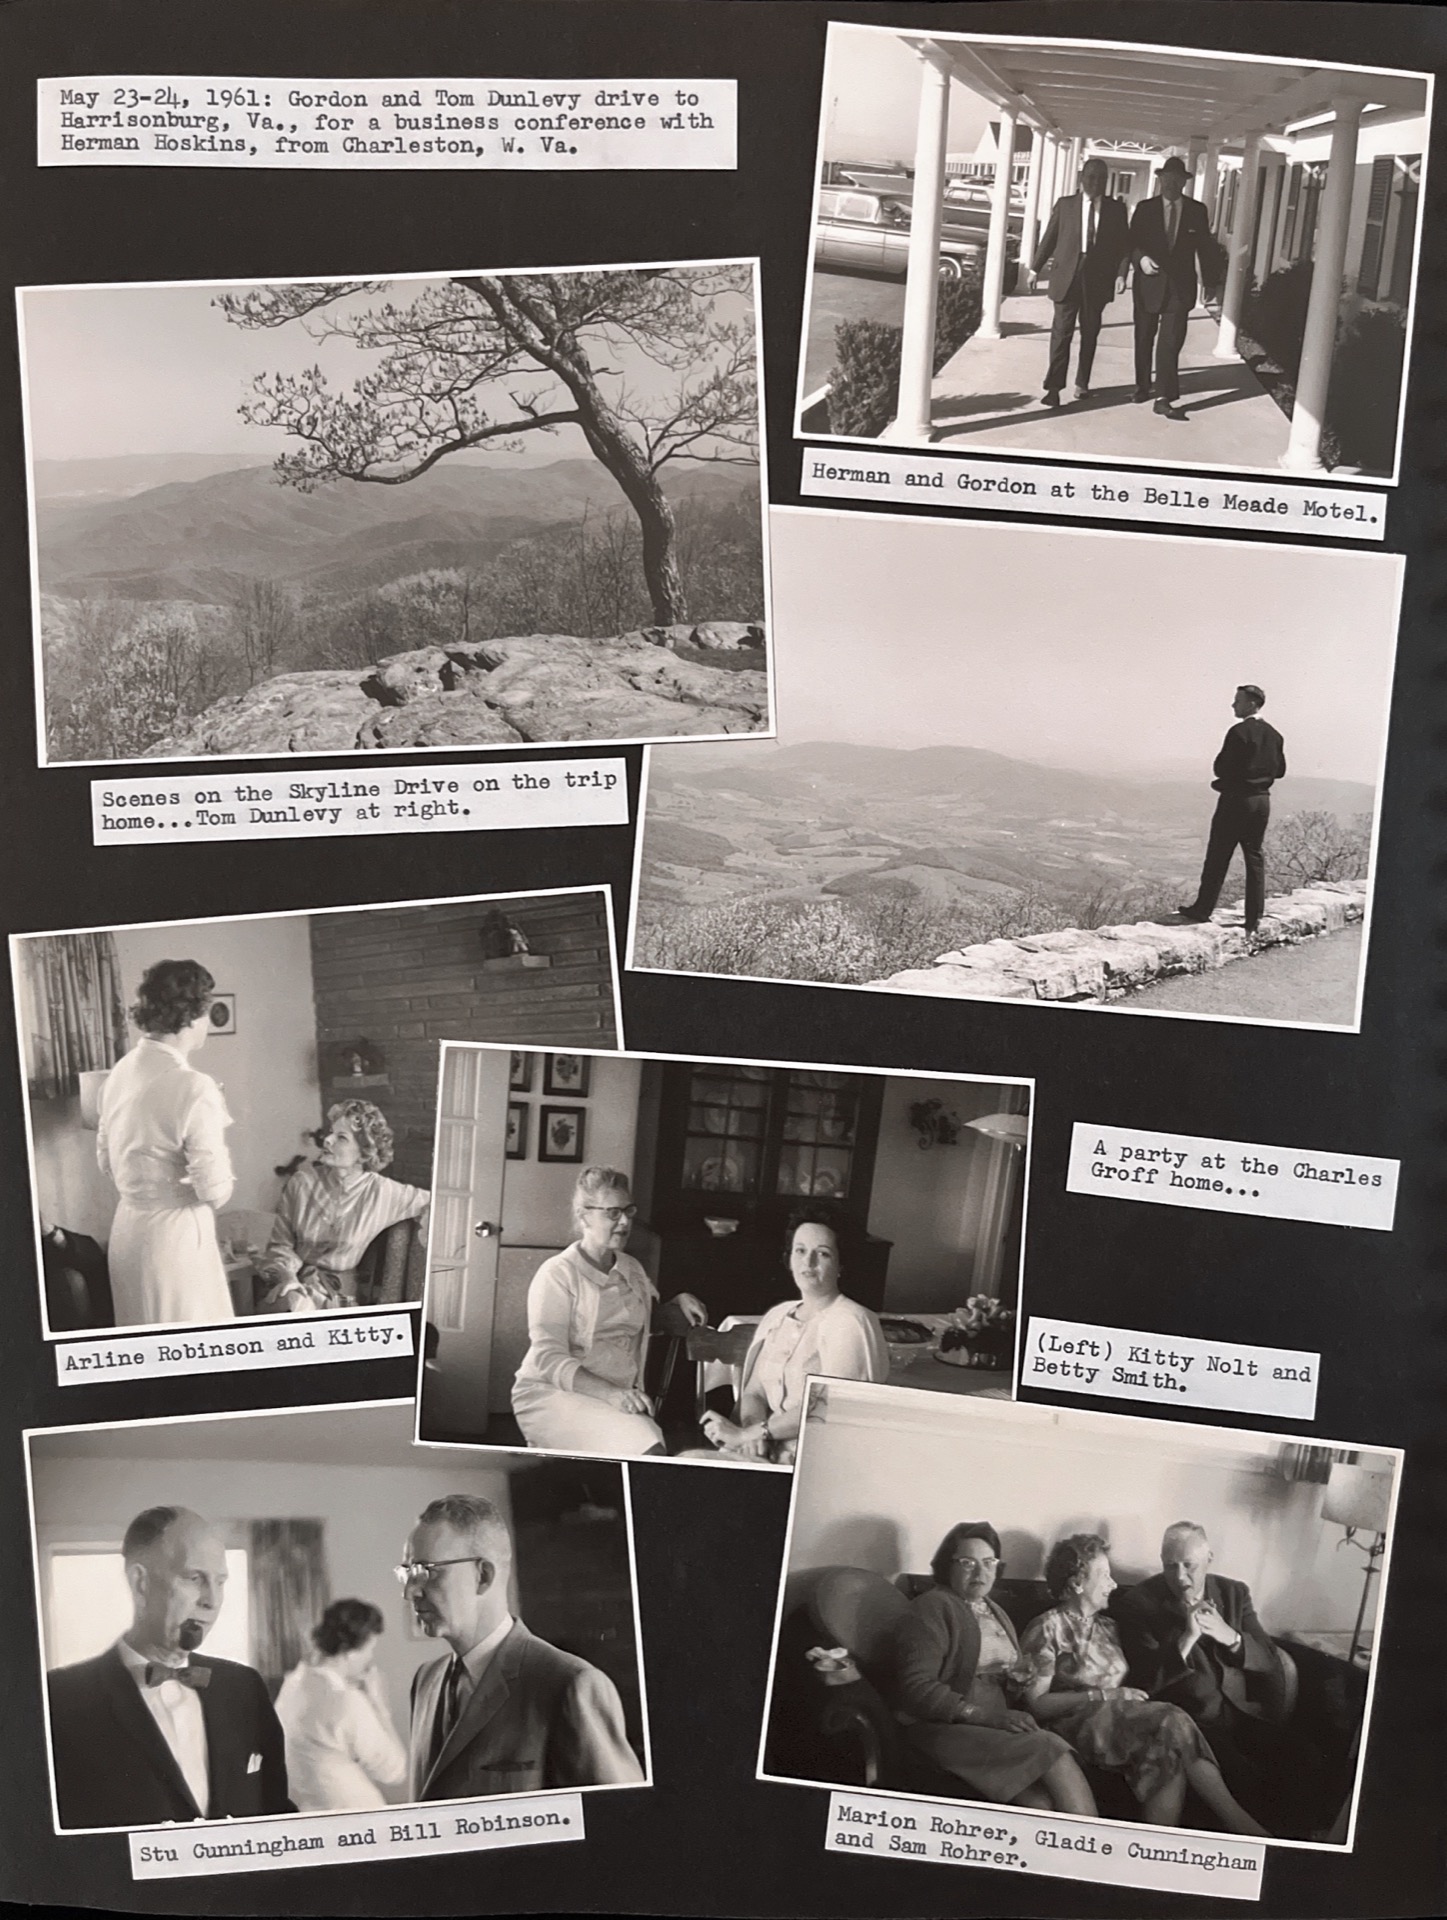 May 23-24, 1961: Gordon and Tom Dunlevy drive to
Harrisonburg, Va., for a business conference with
Herman Hoskins, from Charleston, W. Va.
Herman and Gordon at the Belle Meade Motel.
Scenes on the Skyline Drive on the trip
home...Tom Dunlevy at right.
A party at the Charles
Groff home...
Arline Robinson and Kitty.
(Left) Kitty Nolt and
Betty Smith.
Stu Cunningham and Bill Robinson.
Marion Rohrer, Gladie Cunningham
and Sam Rohrer.